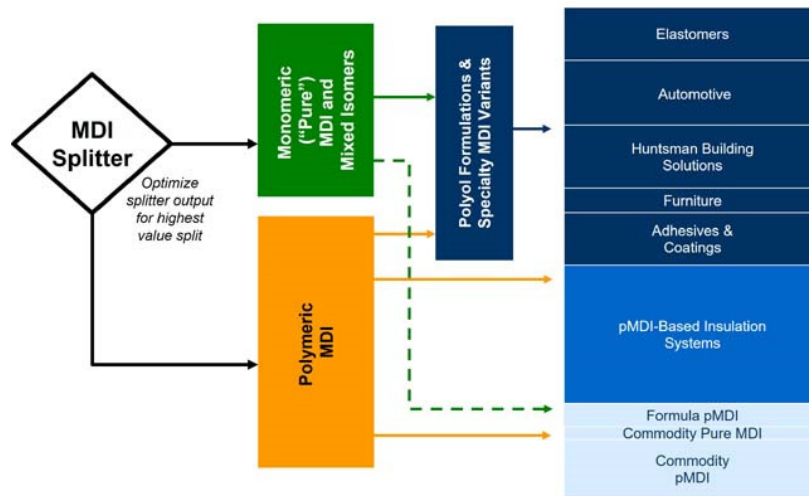 MDI
Splitter
Optimize
splitter output
for highest
value split
Monomeric
("Pure")
MDI and
Mixed Isomers
Polymeric
MDI
Polyol Formulations &
Specialty MDI Variants
Elastomers
Automotive
Huntsman Building
Solutions
Furniture
Adhesives &
Coatings
pMDI-Based Insulation
Systems
Formula pMDI
Commodity Pure MDI
Commodity
pMDI